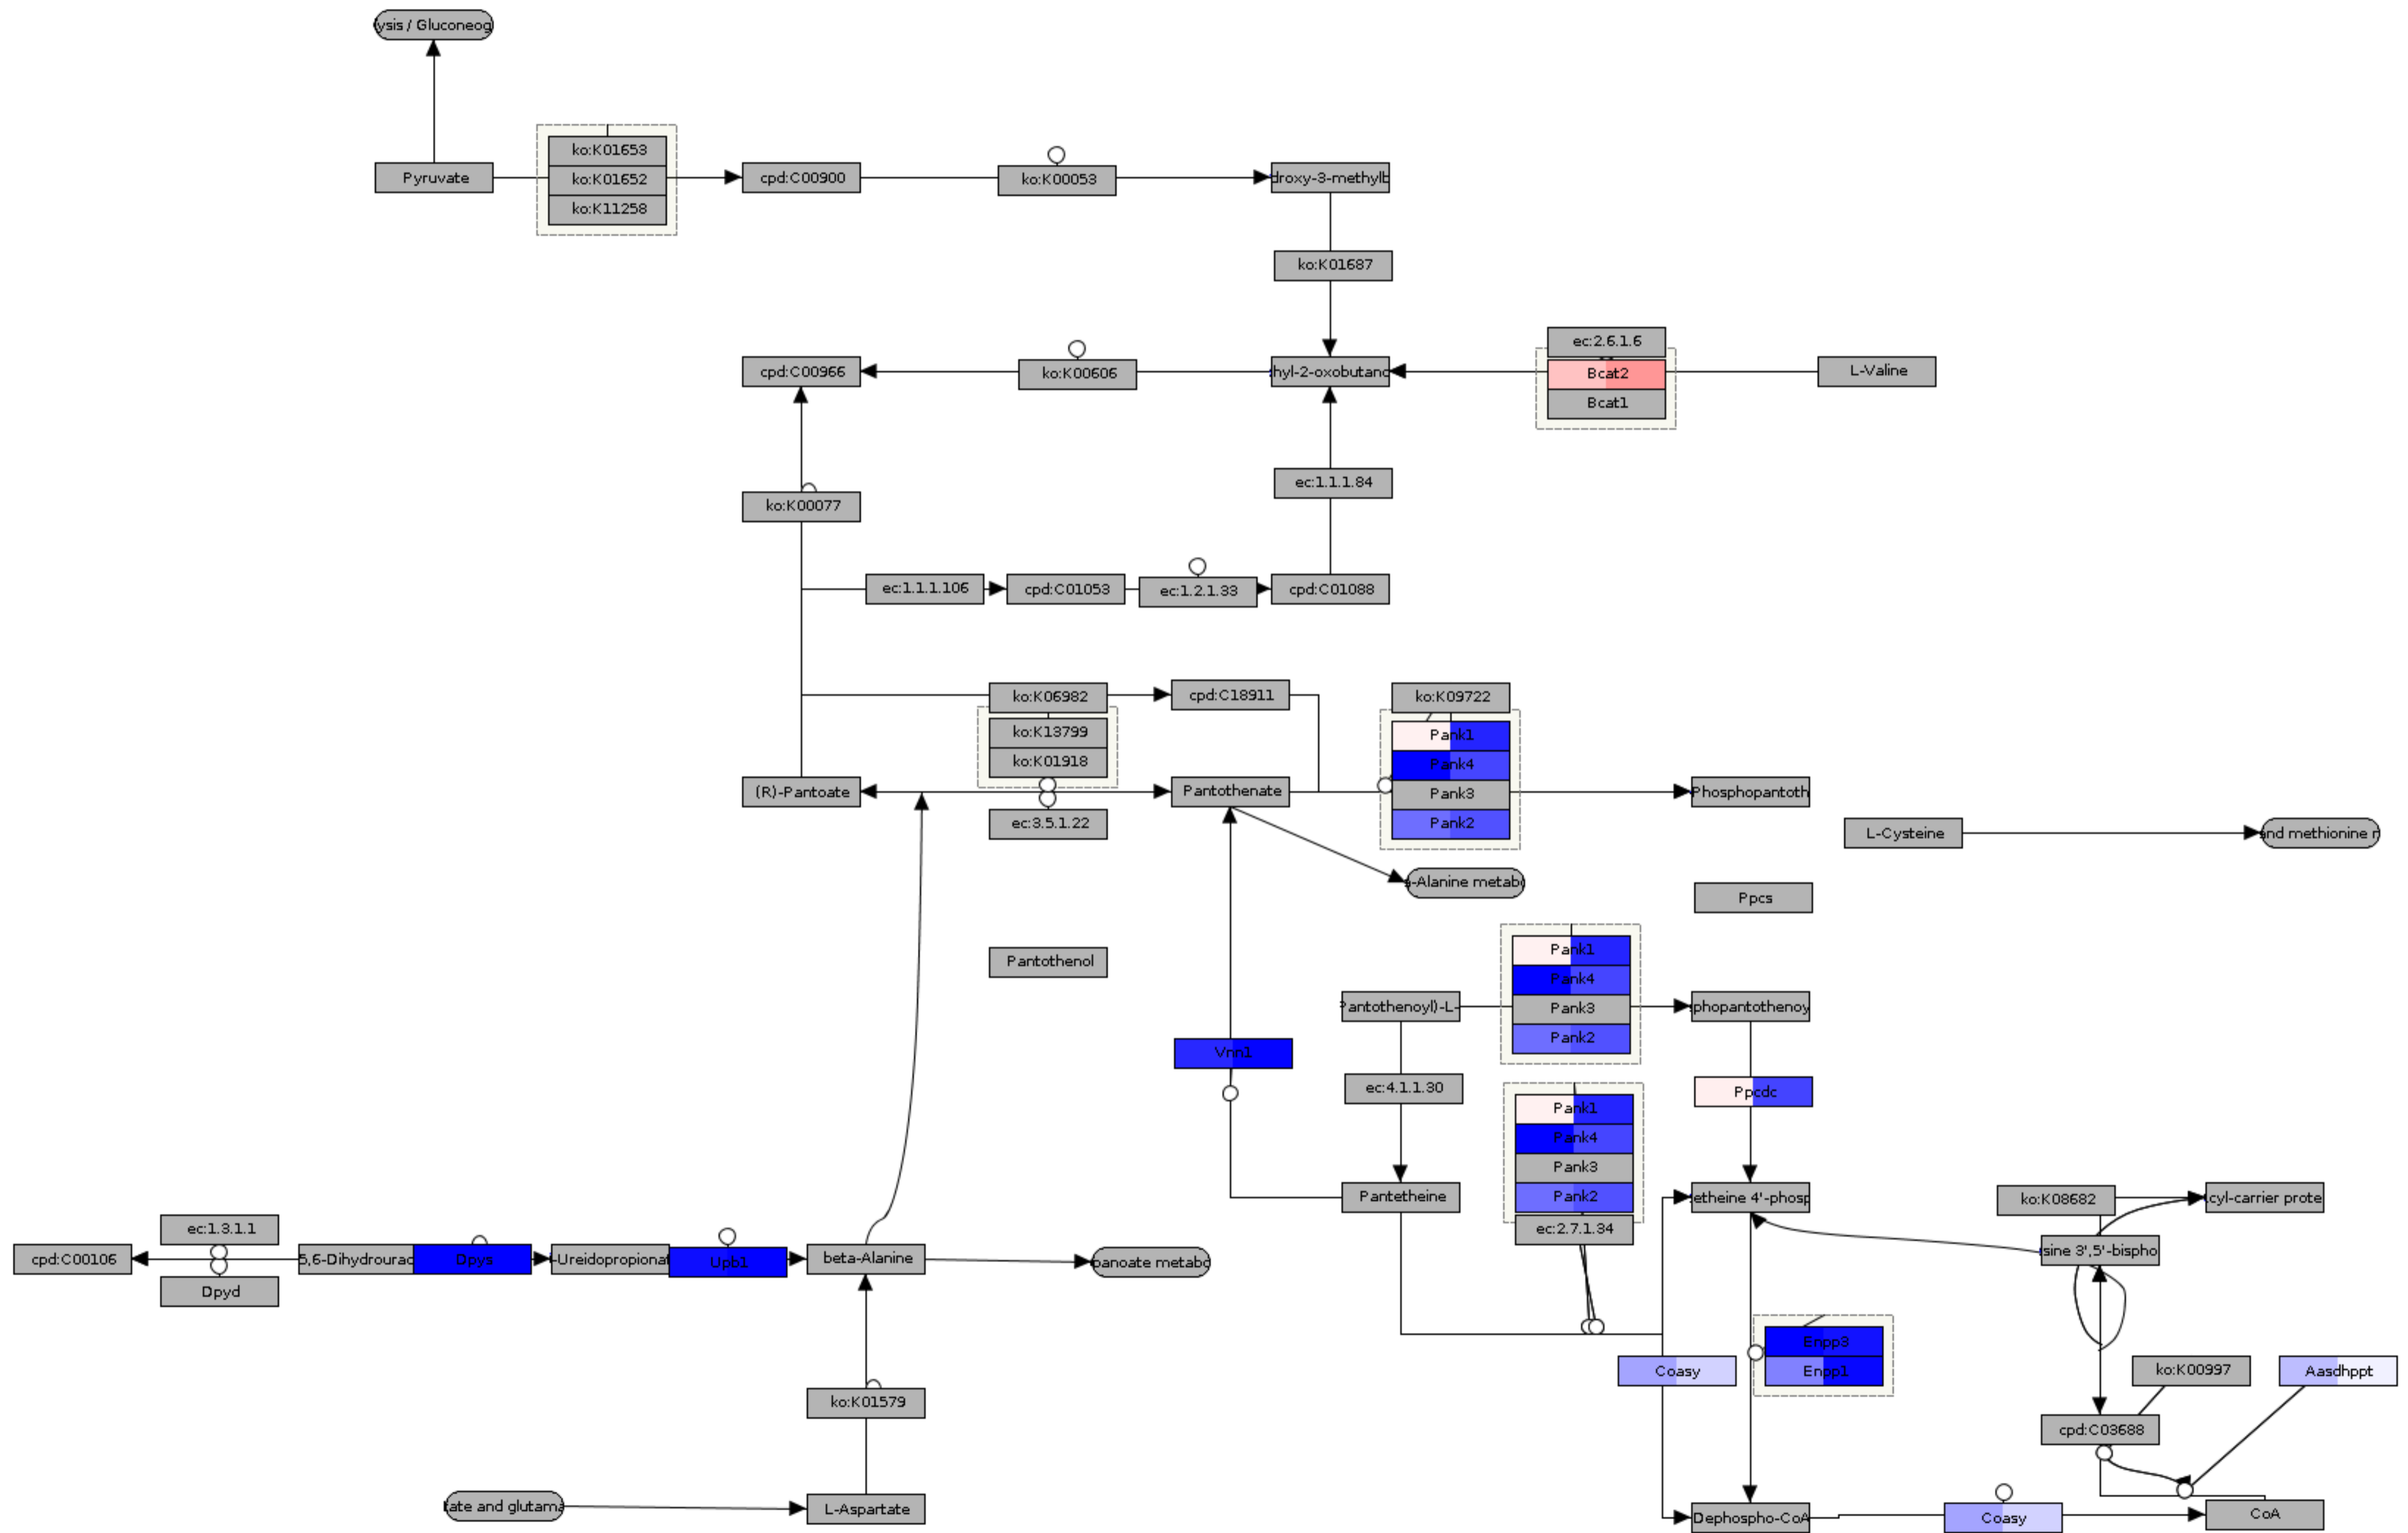 ysis / Gluconeog
ko:K01653
Pyruvate
ko:K01652
cpd:C00900
ko:K00053
droxy-3-methylb
ko:K11258
ko:K01687
ec:2.6.1.6
cpd:C00966
ko:K00606
hyl-2-oxobutano
Bcat2
L-Valine
Bcat1
ec:1.1.1.84
ko:K00077
ec:1.1.1.106
cpd:C01053
ec:1.2.1.33
cpd:C01088
ko:K06982
cpd:C18911
ko:K09722
ko:K13799
Pank1
ko:K01918
Pank4
(R)-Pantoate
Pantothenate
Pank3
Phosphopantoth
ec:3.5.1.22
Pank2
L-Cysteine
and methionine m
a-Alanine metabo
Ppcs
Pantothenol
Pank1
Pank4
Pantothenoyl)-L-
Pank3
phopantothenoy
Pank2
Vnn1
ec:4.1.1.30
Ppcdc
Pank1
Pank4
Pank3
Pantetheine
Pank2
etheine 4'-phosp
ko:K08682
cyl-carrier prote
ec:1.3.1.1
ec:2.7.1.34
cpd:C00106
5,6-Dihydrourac
Dpys
-Ureidopropionat
Upb1
beta-Alanine
panoate metabo
sine 3',5'-bispho
Dpyd
Enpp3
Coasy
Enpp1
ko:K00997
Aasdhppt
ko:K01579
cpd:C03688
tate and glutama
L-Aspartate
Dephospho-CoA
Coasy
CoA